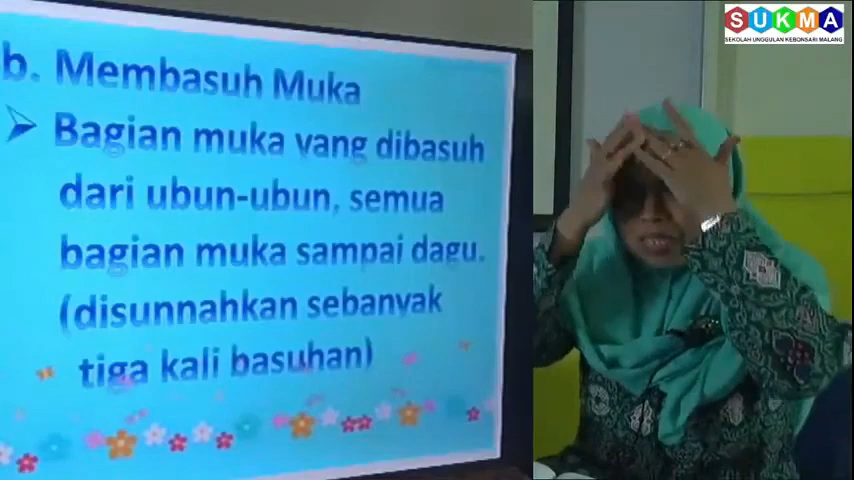 b. Membasuh Muka
Bagian muka yang dibasuh
dari ubun-ubun, semua
bagian muka sampai dagu.
(disunnahkan sebanyak
tiga kali basuhan)
SUKMA
SEKOLAH UNGGULAN KEBONSARI MALANG